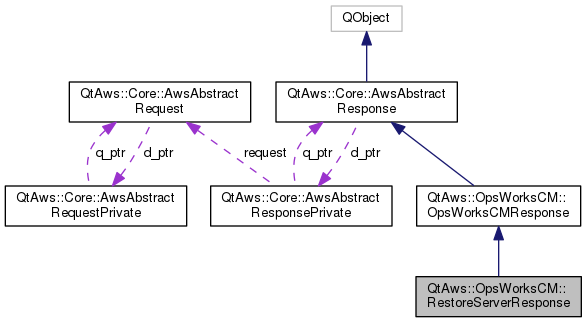 QObject
QtAws::Core::AwsAbstract
Request
QtAws::Core::AwsAbstract
Response
q_ptr
d_ptr
request
q_ptr
d_ptr
QtAws::Core::AwsAbstract
RequestPrivate
QtAws::Core::AwsAbstract
ResponsePrivate
QtAws::OpsWorksCM::
OpsWorksCMResponse
QtAws::OpsWorksCM::
RestoreServerResponse